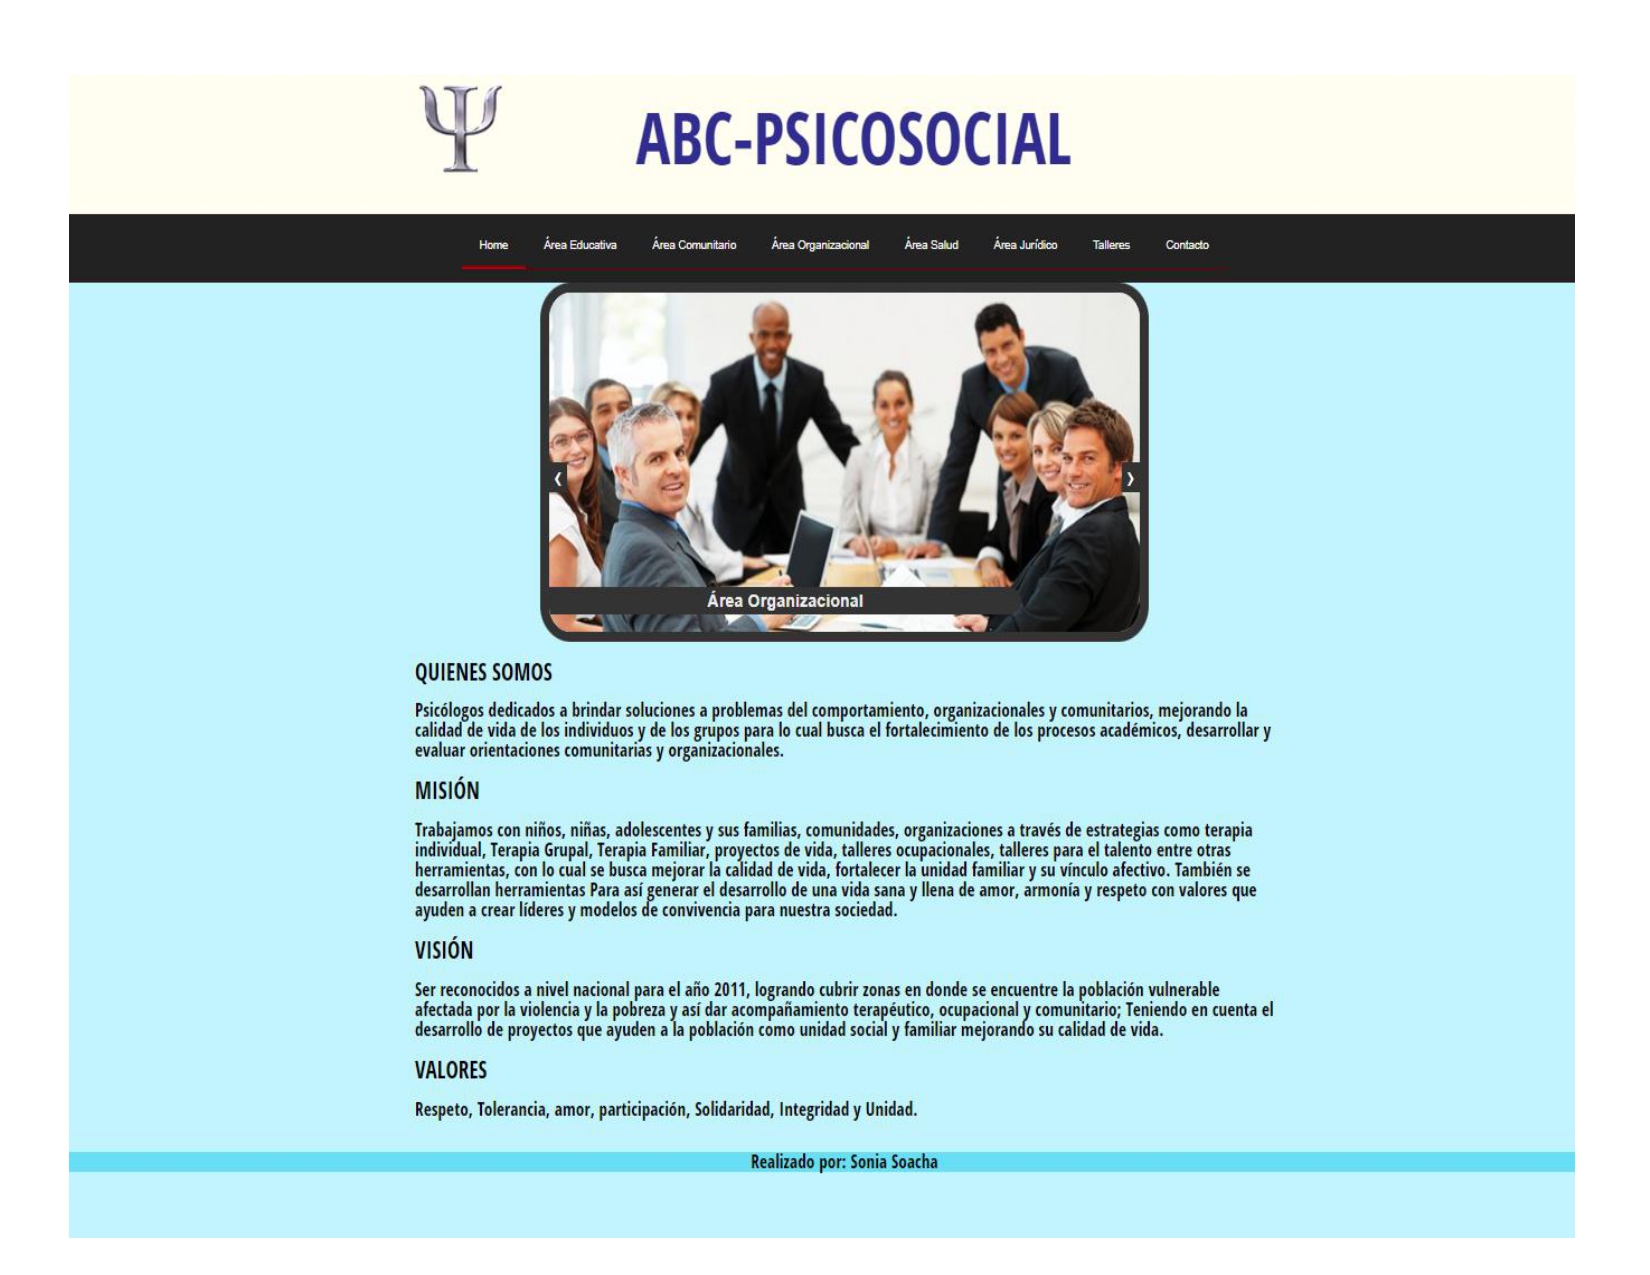 Ψ
ABC-PSICOSOCIAL
Home Área Educativa Área Comunitario Área Organizacional Área Salud Área Jurídico Talleres Contacto
‹ ›
Área Organizacional
QUIENES SOMOS
Psicólogos dedicados a brindar soluciones a problemas del comportamiento, organizacionales y comunitarios, mejorando la
calidad de vida de los individuos y de los grupos para lo cual busca el fortalecimiento de los procesos académicos, desarrollar y
evaluar orientaciones comunitarias y organizacionales.
MISIÓN
Trabajamos con niños, niñas, adolescentes y sus familias, comunidades, organizaciones a través de estrategias como terapia
individual, Terapia Grupal, Terapia Familiar, proyectos de vida, talleres ocupacionales, talleres para el talento entre otras
herramientas, con lo cual se busca mejorar la calidad de vida, fortalecer la unidad familiar y su vínculo afectivo. También se
desarrollan herramientas Para así generar el desarrollo de una vida sana y llena de amor, armonía y respeto con valores que
ayuden a crear líderes y modelos de convivencia para nuestra sociedad.
VISIÓN
Ser reconocidos a nivel nacional para el año 2011, logrando cubrir zonas en donde se encuentre la población vulnerable
afectada por la violencia y la pobreza y así dar acompañamiento terapéutico, ocupacional y comunitario; Teniendo en cuenta el
desarrollo de proyectos que ayuden a la población como unidad social y familiar mejorando su calidad de vida.
VALORES
Respeto, Tolerancia, amor, participación, Solidaridad, Integridad y Unidad.
Realizado por: Sonia Soacha